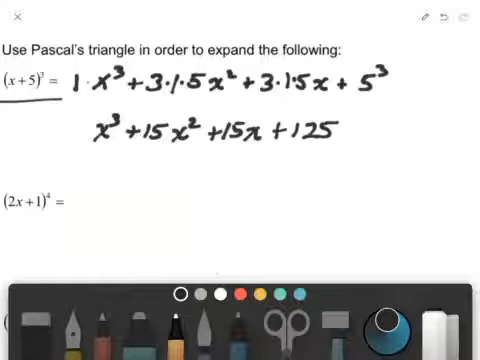 Use Pascal's triangle in order to expand the following:
(x + 5)³ = 1 · x³ + 3 · 1 · 5x² + 3 · 1 · 5x + 5³
x³ + 15x² + 15x + 125
(2x + 1)⁴ =